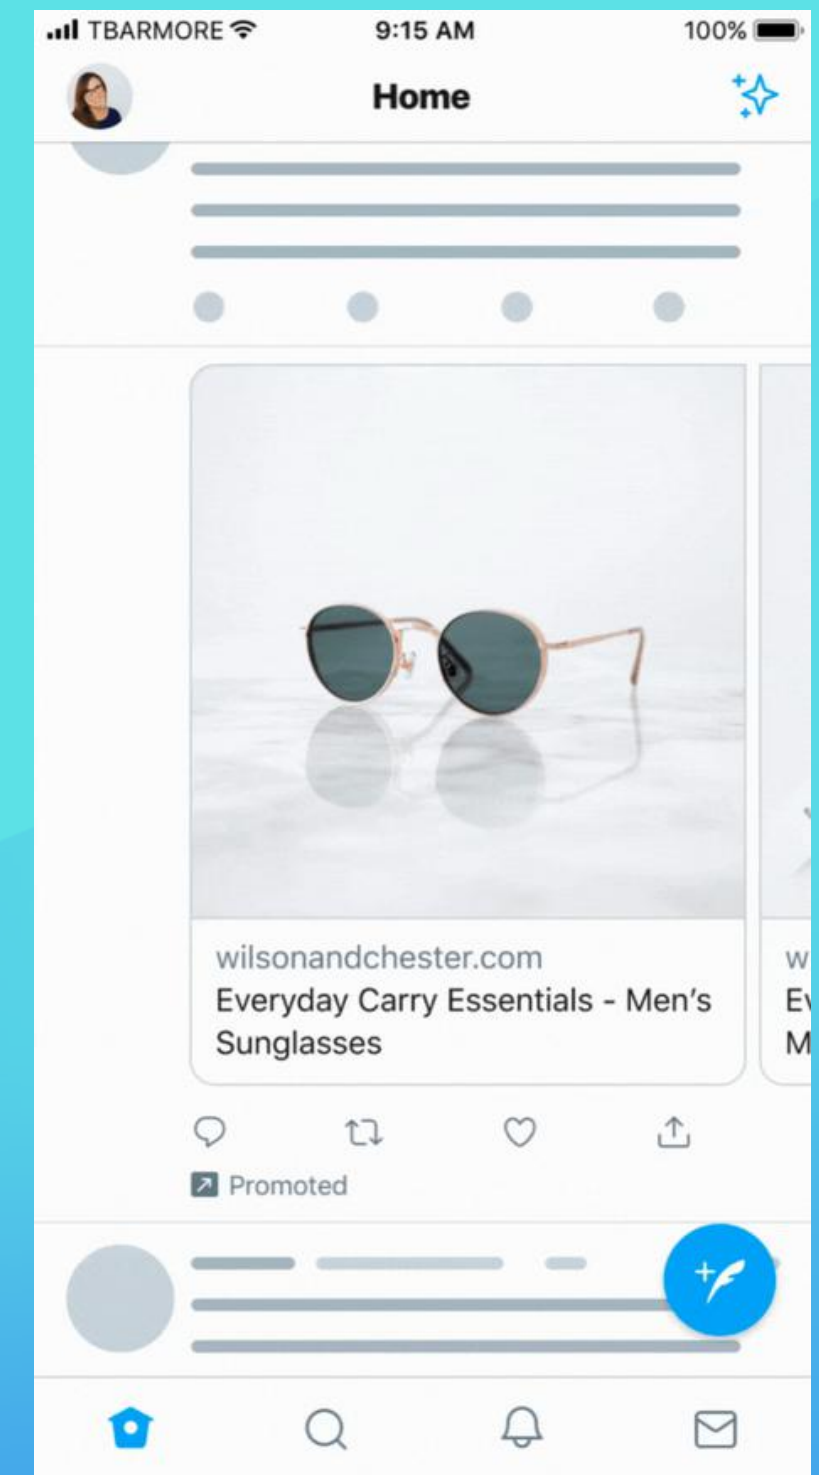 TBARMORE 9:15 AM 100%
Home
wilsonandchester.com
Everyday Carry Essentials - Men's
Sunglasses
Promoted